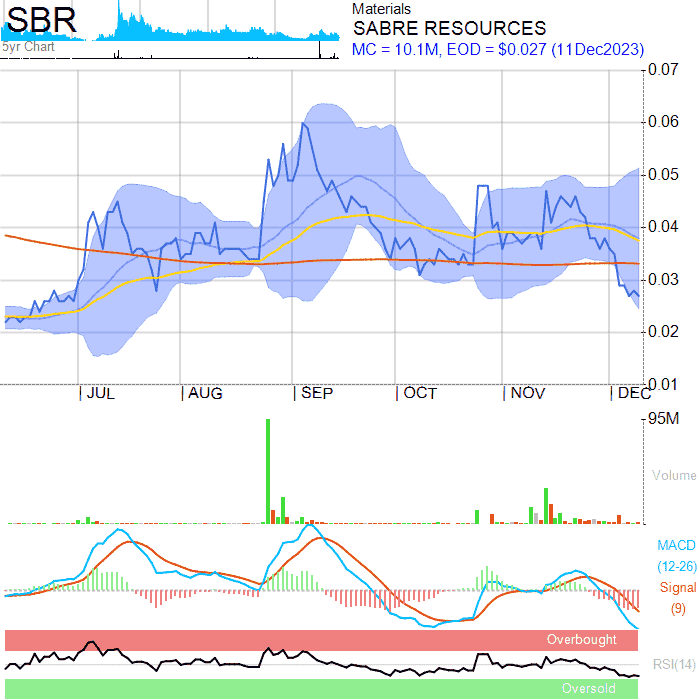 SBR
5yr Chart
Materials
SABRE RESOURCES
MC = 10.1M, EOD = $0.027 (11Dec2023)
0.07
0.06
0.05
0.04
0.03
0.02
0.01
JUL AUG SEP OCT NOV DEC
95M
Volume
MACD
(12-26)
Signal
(9)
Overbought
RSI(14)
Oversold